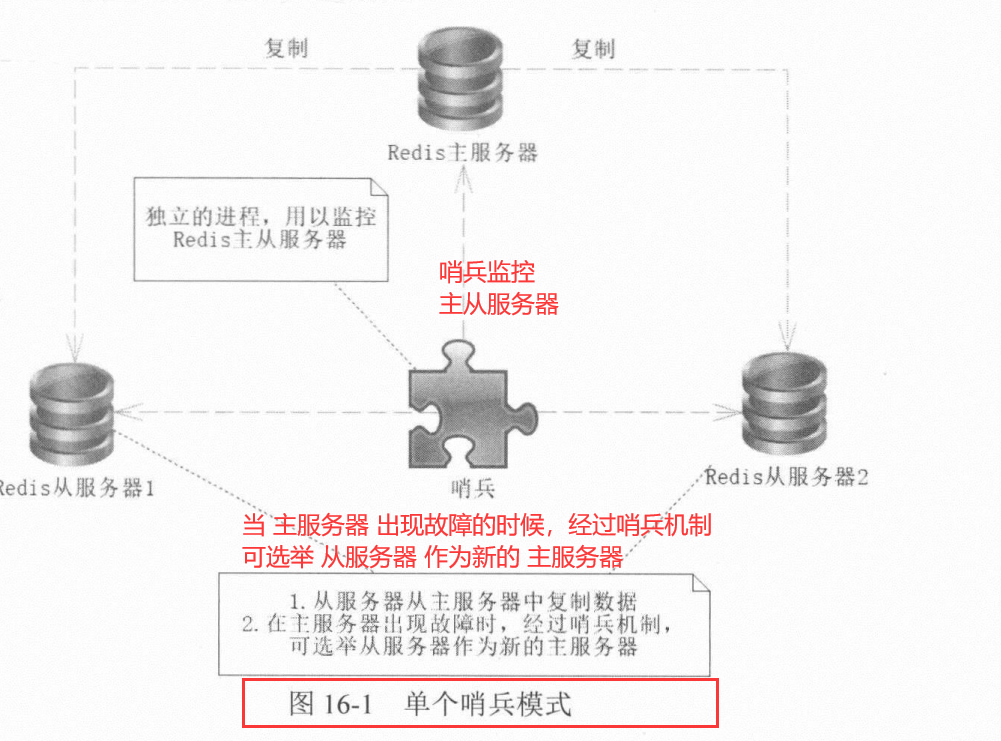 复制
复制
Redis主服务器
独立的进程，用以监控
Redis主从服务器
哨兵监控
主从服务器
Redis从服务器1
哨兵
Redis从服务器2
当 主服务器 出现故障的时候，经过哨兵机制
可选举 从服务器 作为新的 主服务器
1.从服务器从主服务器中复制数据
2.在主服务器出现故障时，经过哨兵机制，
可选举从服务器作为新的主服务器
图 16-1 单个哨兵模式